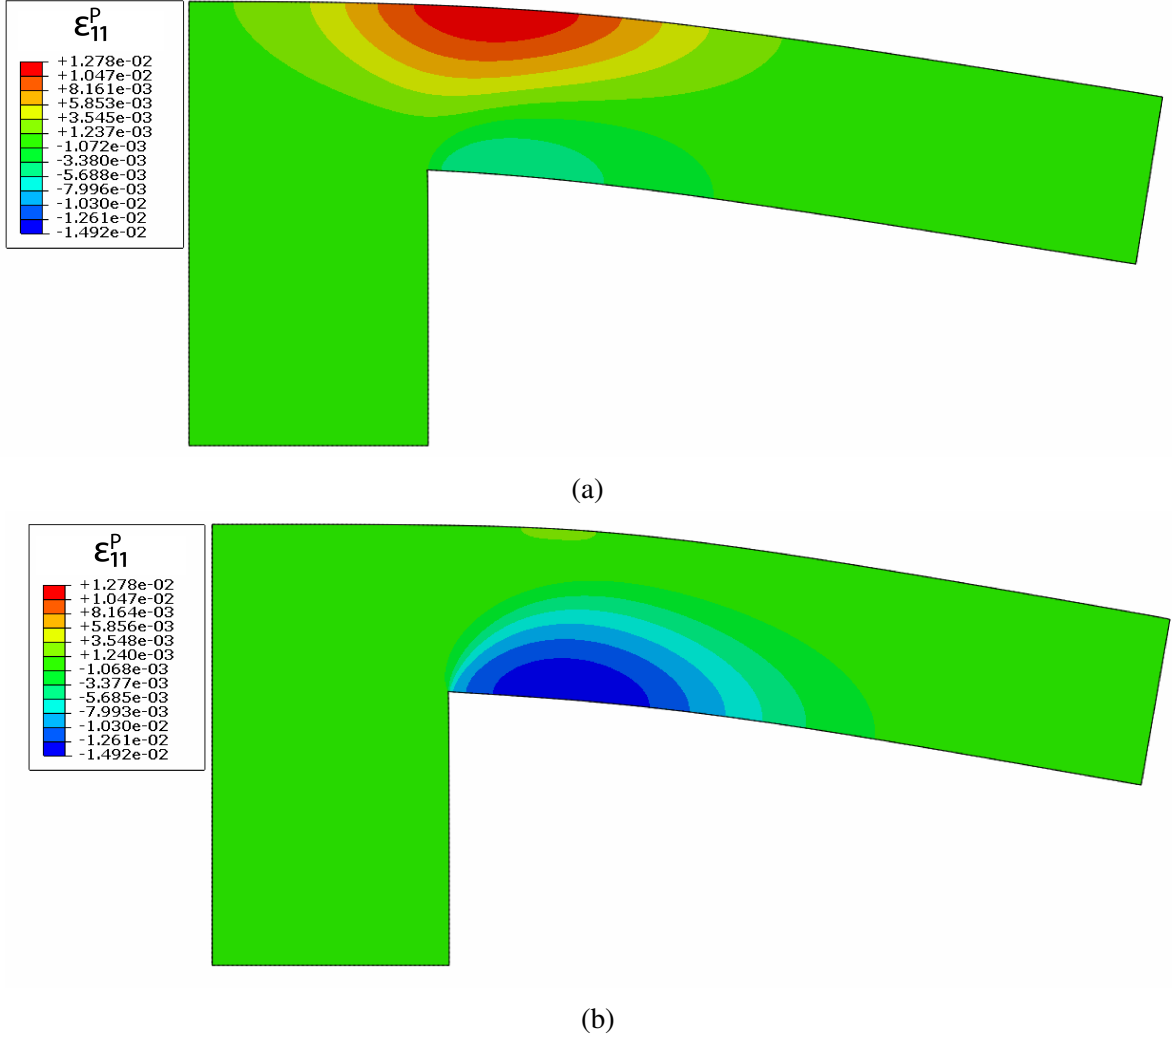 ε₁₁ᴾ
+1.278e-02
+1.047e-02
+8.161e-03
+5.853e-03
+3.545e-03
+1.237e-03
-1.072e-03
-3.380e-03
-5.688e-03
-7.996e-03
-1.030e-02
-1.261e-02
-1.492e-02
(a)
ε₁₁ᴾ
+1.278e-02
+1.047e-02
+8.164e-03
+5.856e-03
+3.548e-03
+1.240e-03
-1.068e-03
-3.377e-03
-5.685e-03
-7.993e-03
-1.030e-02
-1.261e-02
-1.492e-02
(b)